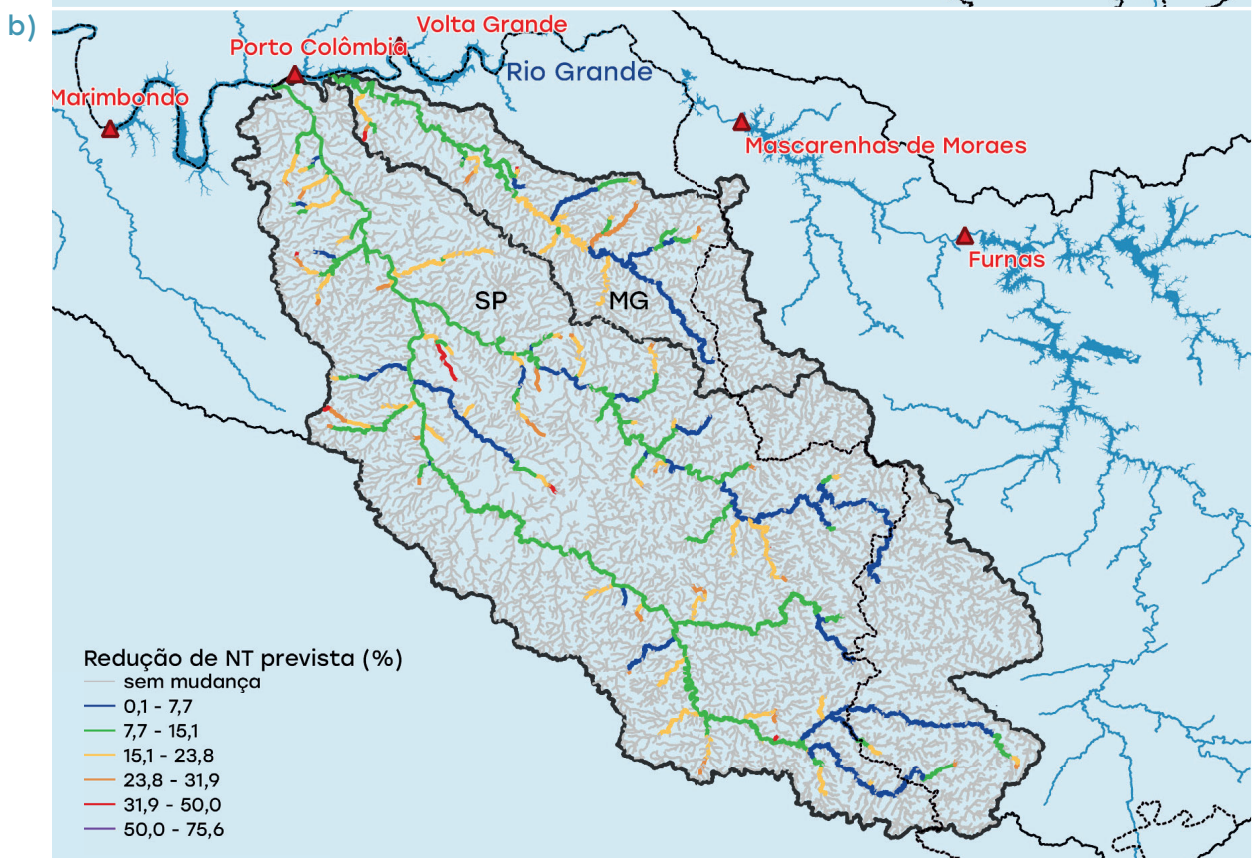 b)
Volta Grande
Porto Colômbia
Rio Grande
Marimbondo
Mascarenhas de Moraes
Furnas
SP
MG
Redução de NT prevista (%)
sem mudança
0,1 - 7,7
7,7 - 15,1
15,1 - 23,8
23,8 - 31,9
31,9 - 50,0
50,0 - 75,6